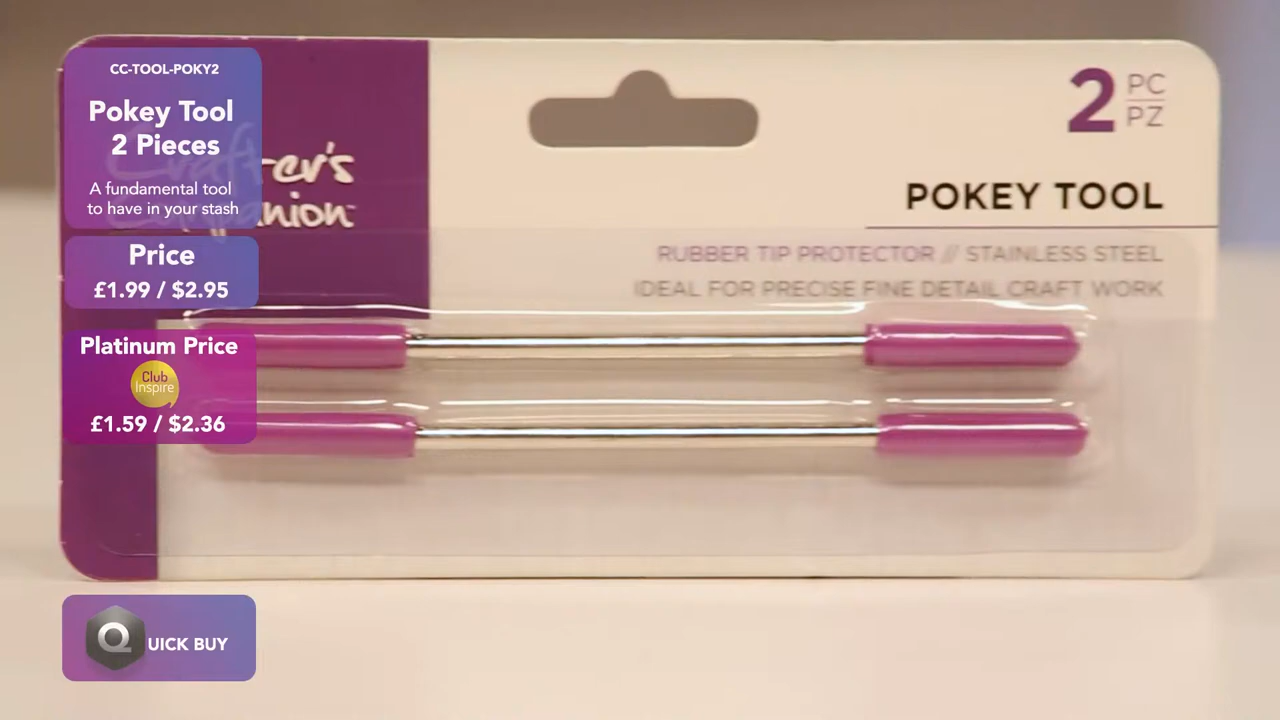 CC-TOOL-POKY2
Pokey Tool
2 Pieces
A fundamental tool
to have in your stash
Price
£1.99 / $2.95
Platinum Price
Club
Inspire
£1.59 / $2.36
QUICK BUY
Crafter's
Companion™
2 PC
PZ
POKEY TOOL
RUBBER TIP PROTECTOR // STAINLESS STEEL
IDEAL FOR PRECISE FINE DETAIL CRAFT WORK